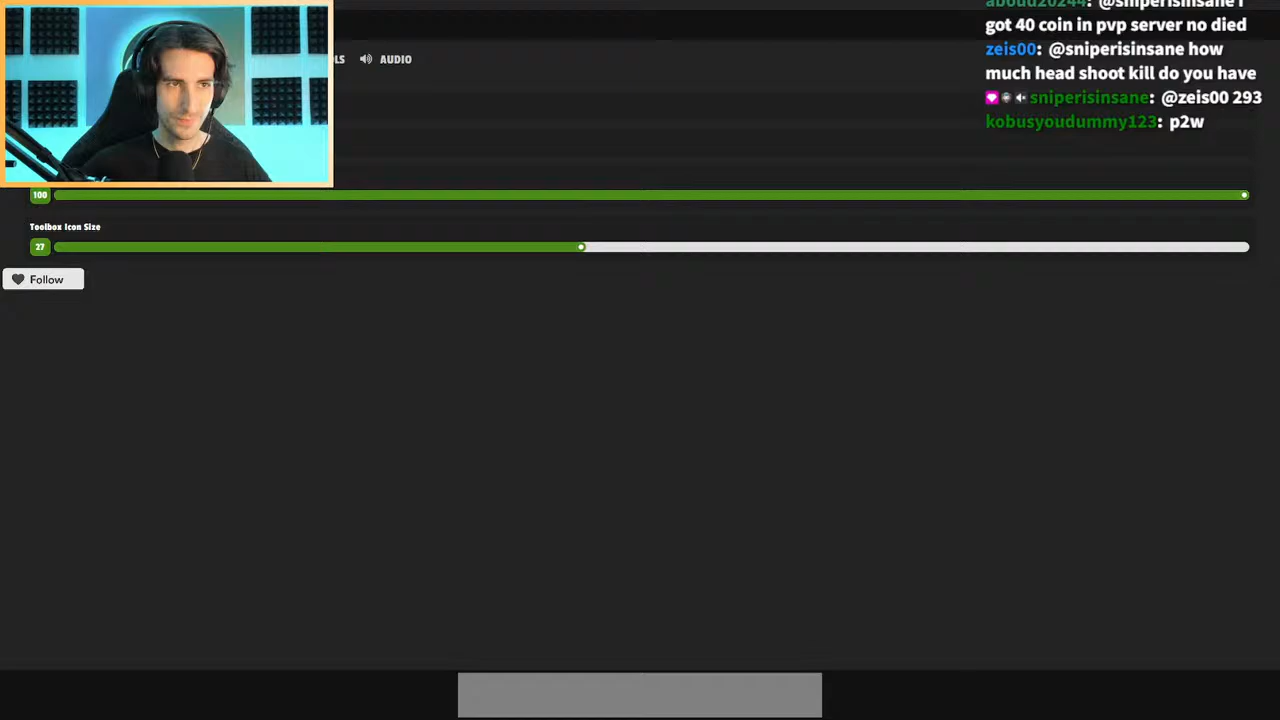 @sniperisinsane I
got 40 coin in pvp server no died
zeis00: @sniperisinsane how
much head shoot kill do you have
sniperisinsane: @zeis00 293
kobusyoudummy123: p2w
AUDIO
100
Toolbox Icon Size
27
Follow